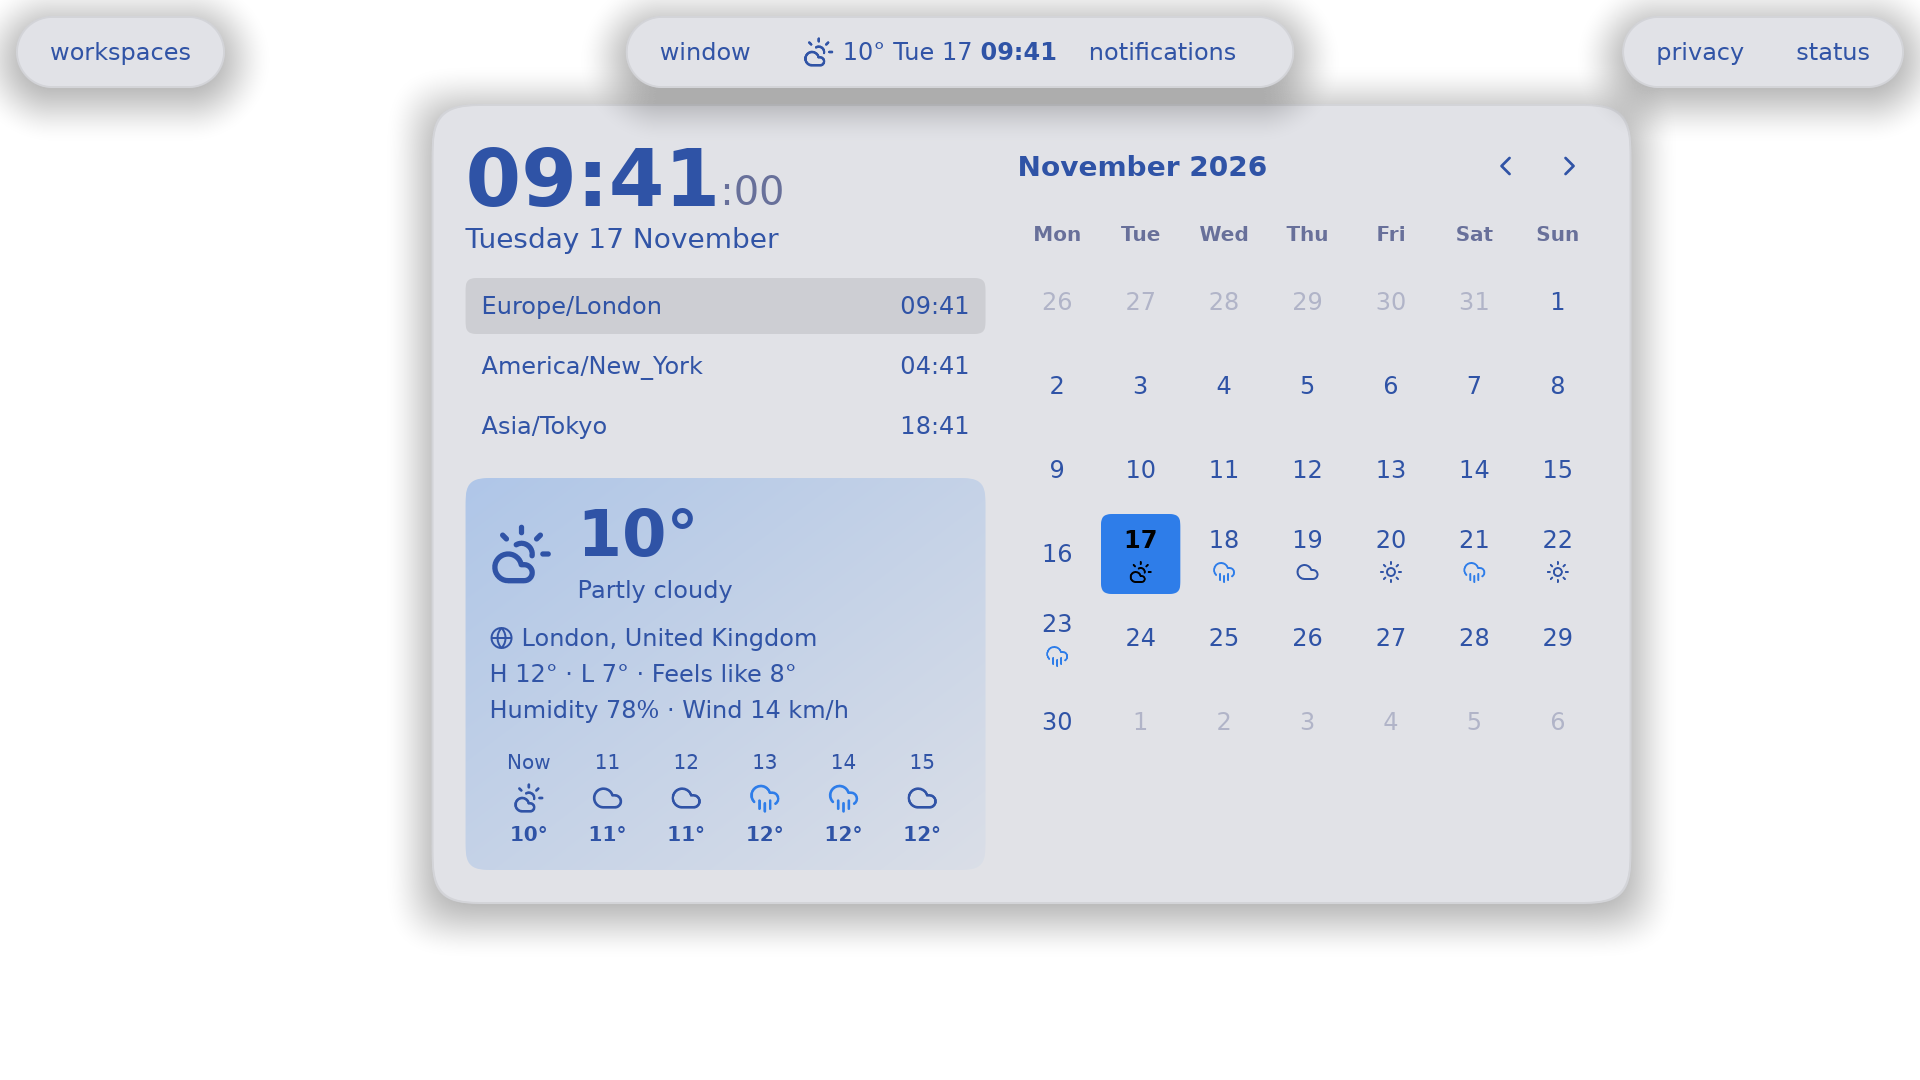 workspaces
window 10° Tue 17 09:41 notifications
privacy status
09:41:00
Tuesday 17 November
Europe/London 09:41
America/New_York 04:41
Asia/Tokyo 18:41
10°
Partly cloudy
London, United Kingdom
H 12° · L 7° · Feels like 8°
Humidity 78% · Wind 14 km/h
Now 11 12 13 14 15
10° 11° 11° 12° 12° 12°
November 2026
Mon Tue Wed Thu Fri Sat Sun
26 27 28 29 30 31 1
2 3 4 5 6 7 8
9 10 11 12 13 14 15
16 17 18 19 20 21 22
23 24 25 26 27 28 29
30 1 2 3 4 5 6